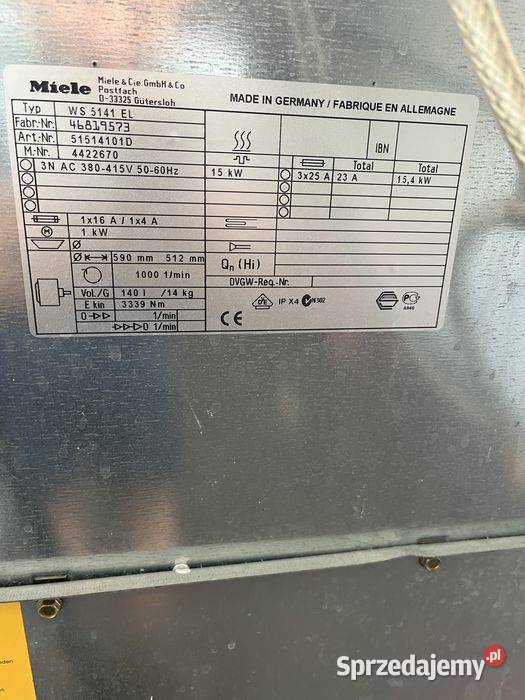 Miele
Miele & Cie. GmbH & Co
Postfach
D-33325 Gütersloh
MADE IN GERMANY / FABRIQUE EN ALLEMAGNE
Typ WS 5141 EL
Fabr-Nr. 46819573
Art.-Nr. 51514101D
M.-Nr. 4422670
IBN
3N AC 380-415V 50-60Hz 15 kW
Total Total
3x25 A 23 A 15,4 kW
1x16 A / 1x4 A
M 1 kW
Ø
Ø 590 mm 512 mm
1000 1/min
Qn (Hi)
Vol./G 140 l /14 kg
DVGW-Reg.-Nr.
E kin 3339 Nm
0 1/min
0 1/min
IP X4 N302
CE
Sprzedajemy.pl